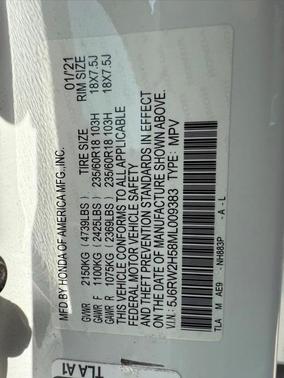 MFD.BY HONDA OF AMERICA MFG.,INC. 01/21
TIRE SIZE RIM SIZE
GVWR 2150KG (4739LBS)
GAWR F 1100KG (2425LBS) 235/60R18 103H 18X7.5J
GAWR R 1075KG (2369LBS) 235/60R18 103H 18X7.5J
THIS VEHICLE CONFORMS TO ALL APPLICABLE
FEDERAL MOTOR VEHICLE SAFETY
AND THEFT PREVENTION STANDARDS IN EFFECT
ON THE DATE OF MANUFACTURE SHOWN ABOVE.
V.I.N.: 5J6RW2H58ML009383 TYPE: MPV
TLA M AE9 - NH883P - A - L
TLA A1